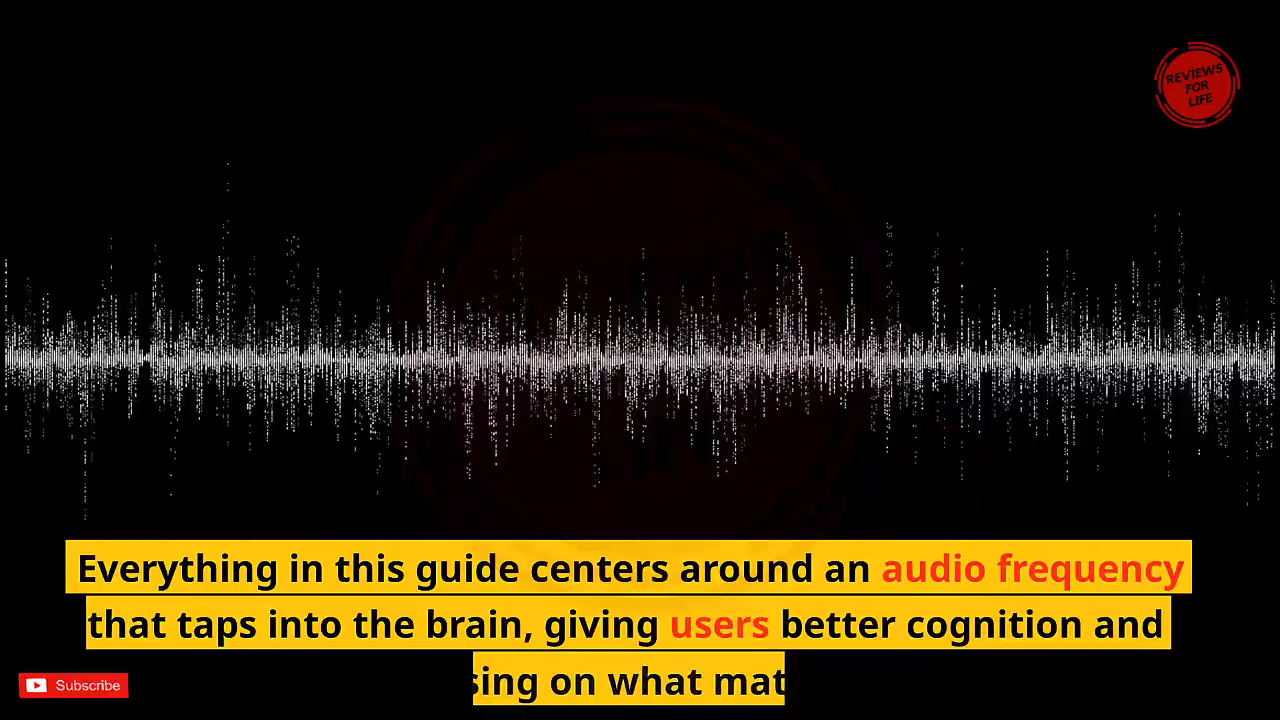 REVIEWS
FOR
LIFE
Everything in this guide centers around an audio frequency
that taps into the brain, giving users better cognition and
sing on what mat
Subscribe